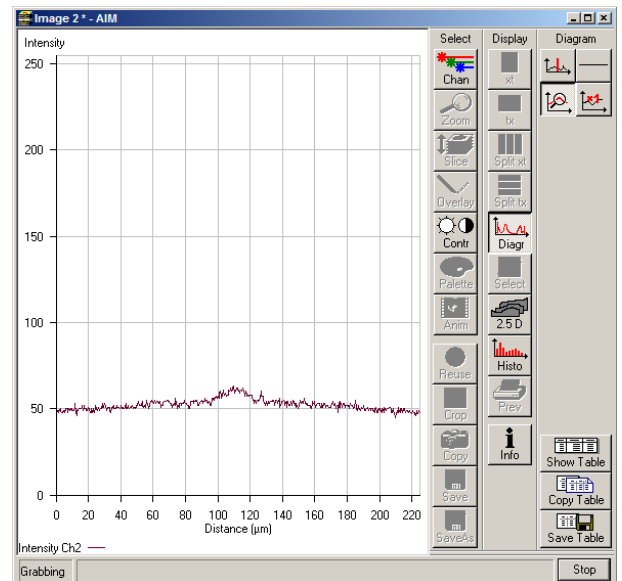 Image 2 * - AIM
Intensity
250
200
150
100
50
0
0 20 40 60 80 100 120 140 160 180 200 220
Distance (µm)
Intensity Ch2
Select
Chan
Zoom
Slice
Overlay
Contr
Palette
Anim
Reuse
Crop
Copy
Save
SaveAs
Display
xt
tx
Split xt
Split tx
Diagr
Select
2.5 D
Histo
Prev
Info
Diagram
Show Table
Copy Table
Save Table
Grabbing
Stop